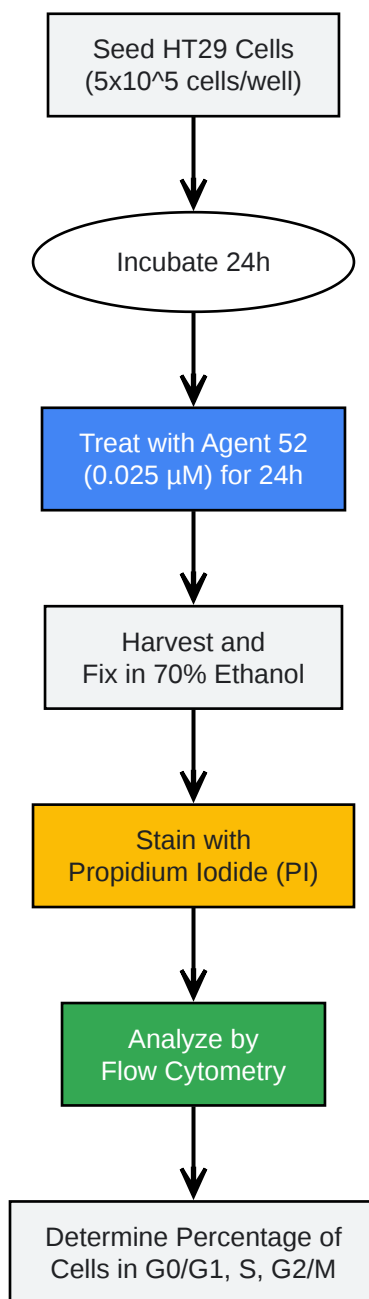 Seed HT29 Cells
(5x10^5 cells/well)
Incubate 24h
Treat with Agent 52
(0.025 µM) for 24h
Harvest and
Fix in 70% Ethanol
Stain with
Propidium Iodide (PI)
Analyze by
Flow Cytometry
Determine Percentage of
Cells in G0/G1, S, G2/M